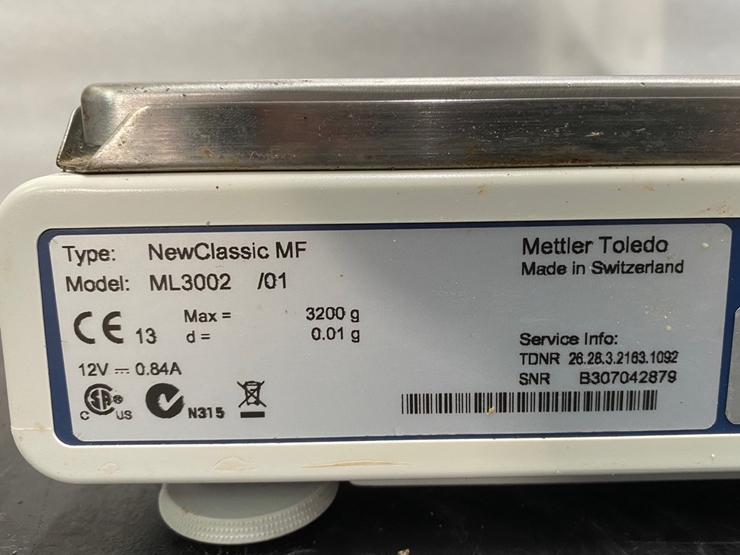 Type: NewClassic MF
Model: ML3002 /01
CE 13
Max = 3200 g
d = 0.01 g
12V ⎓ 0.84A
C SA® US
N315
Mettler Toledo
Made in Switzerland
Service Info:
TDNR 26.28.3.2163.1092
SNR B307042879